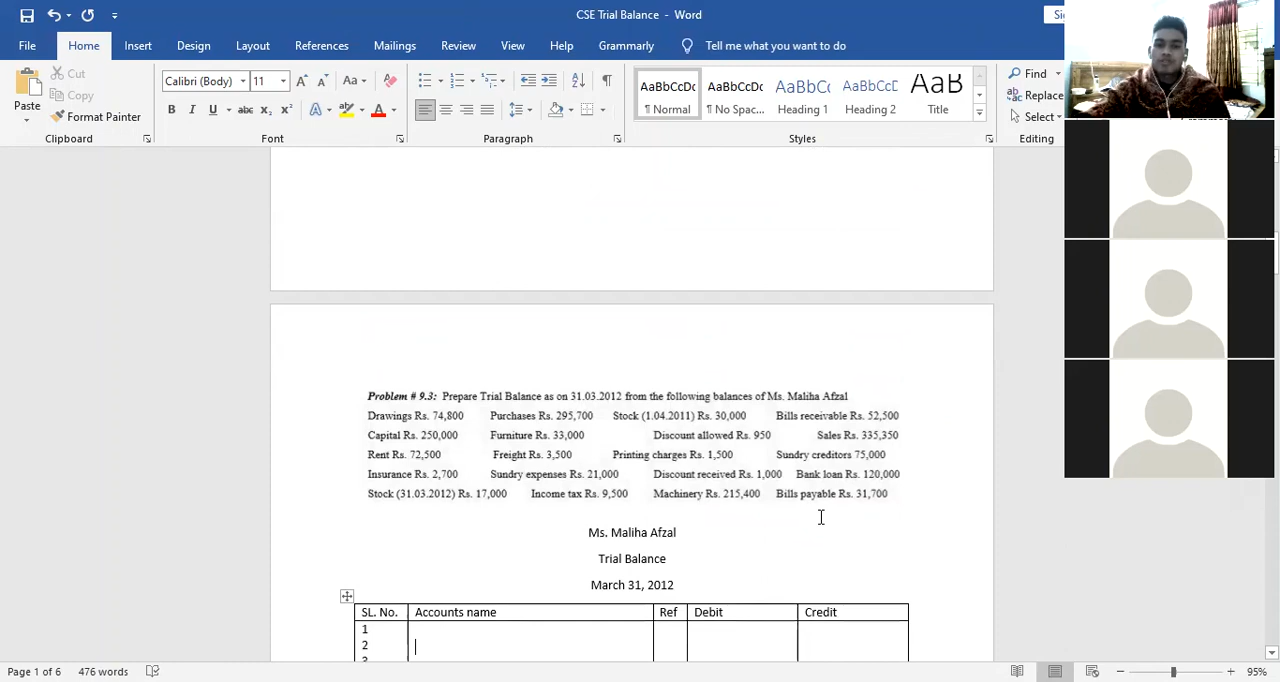 CSE Trial Balance - Word
File Home Insert Design Layout References Mailings Review View Help Grammarly Tell me what you want to do
Paste
Cut
Copy
Format Painter
Clipboard
Calibri (Body) 11
Font
Paragraph
AaBbCcDc AaBbCcDc AaBbC AaBbCcD AaB
¶ Normal ¶ No Spac... Heading 1 Heading 2 Title
Styles
Find
Replace
Select
Editing
Problem # 9.3: Prepare Trial Balance as on 31.03.2012 from the following balances of Ms. Maliha Afzal
Drawings Rs. 74,800 Purchases Rs. 295,700 Stock (1.04.2011) Rs. 30,000 Bills receivable Rs. 52,500
Capital Rs. 250,000 Furniture Rs. 33,000 Discount allowed Rs. 950 Sales Rs. 335,350
Rent Rs. 72,500 Freight Rs. 3,500 Printing charges Rs. 1,500 Sundry creditors 75,000
Insurance Rs. 2,700 Sundry expenses Rs. 21,000 Discount received Rs. 1,000 Bank loan Rs. 120,000
Stock (31.03.2012) Rs. 17,000 Income tax Rs. 9,500 Machinery Rs. 215,400 Bills payable Rs. 31,700
Ms. Maliha Afzal
Trial Balance
March 31, 2012
SL. No. Accounts name Ref Debit Credit
1
2
Page 1 of 6 476 words 95%